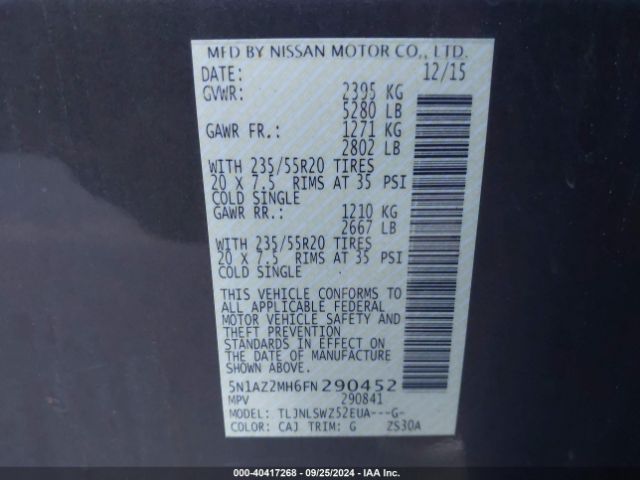 MFD BY NISSAN MOTOR CO., LTD.
DATE: 12/15
GVWR: 2395 KG
5280 LB
GAWR FR.: 1271 KG
2802 LB
WITH 235/55R20 TIRES
20 X 7.5 RIMS AT 35 PSI
COLD SINGLE
GAWR RR.: 1210 KG
2667 LB
WITH 235/55R20 TIRES
20 X 7.5 RIMS AT 35 PSI
COLD SINGLE
THIS VEHICLE CONFORMS TO
ALL APPLICABLE FEDERAL
MOTOR VEHICLE SAFETY AND
THEFT PREVENTION
STANDARDS IN EFFECT ON
THE DATE OF MANUFACTURE
SHOWN ABOVE.
5N1AZ2MH6FN290452
MPV 290841
MODEL: TLJNLSWZ52EUA---G-
COLOR: CAJ TRIM: G ZS30A
000-40417268 - 09/25/2024 - IAA Inc.